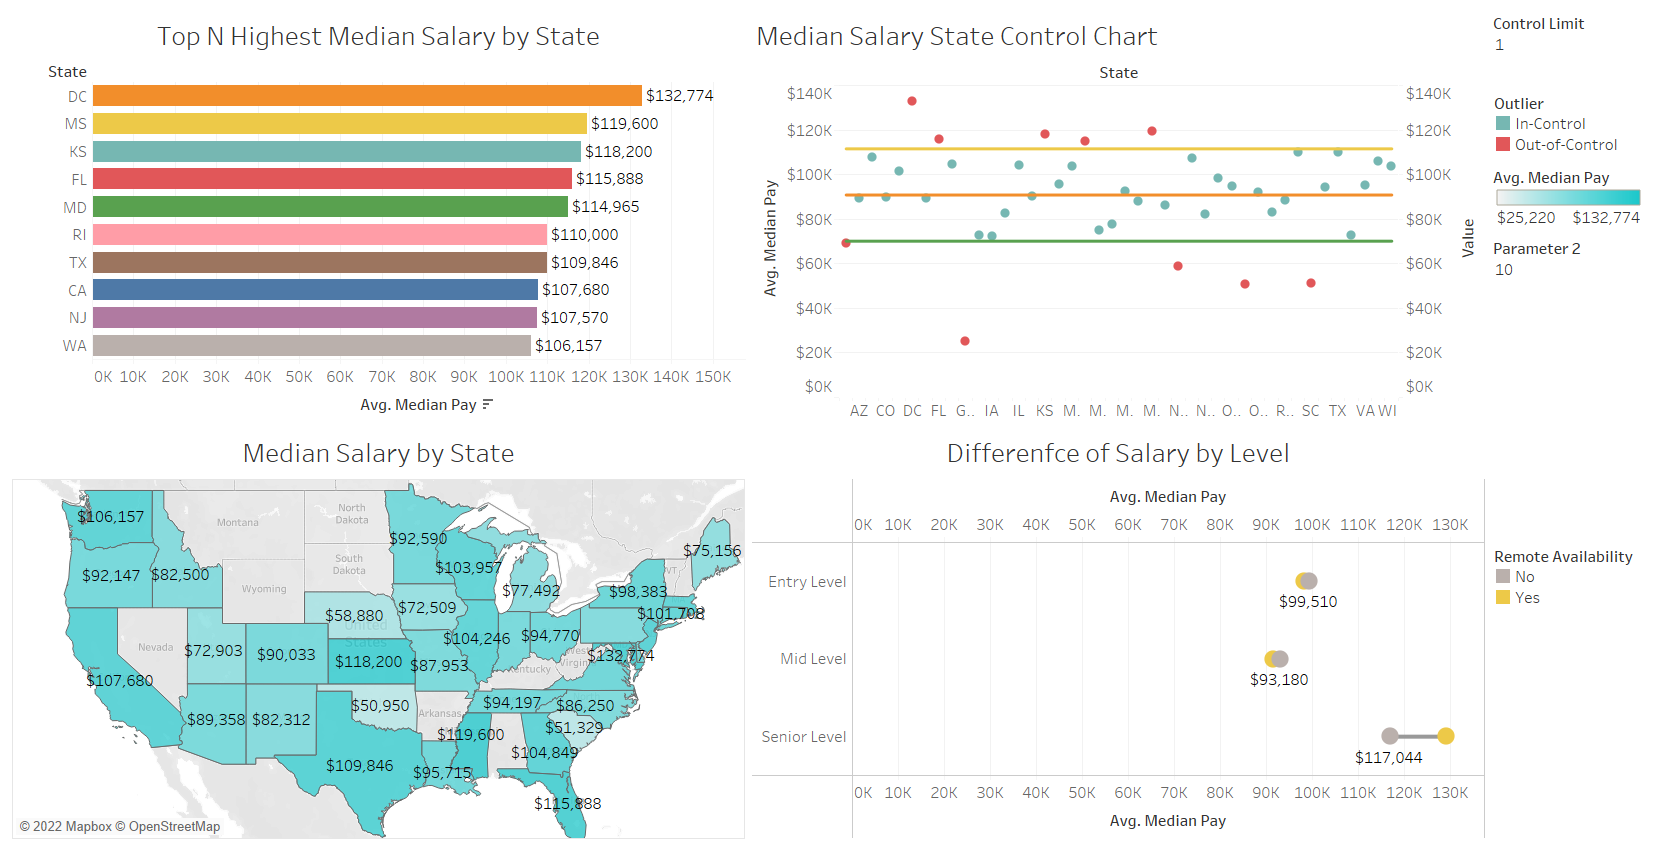 Top N Highest Median Salary by State
State
DC $132,774
MS $119,600
KS $118,200
FL $115,888
MD $114,965
RI $110,000
TX $109,846
CA $107,680
NJ $107,570
WA $106,157
0K 10K 20K 30K 40K 50K 60K 70K 80K 90K 100K 110K 120K 130K 140K 150K
Avg. Median Pay
Median Salary State Control Chart
State
$140K $140K
$120K $120K
$100K $100K
$80K $80K
$60K $60K
$40K $40K
$20K $20K
$0K $0K
Avg. Median Pay
Value
AZ CO DC FL G.. IA IL KS M.. M.. M.. M.. N.. N.. O.. O.. R.. SC TX VA WI
Control Limit
1
Outlier
In-Control
Out-of-Control
Avg. Median Pay
$25,220 $132,774
Parameter 2
10
Median Salary by State
$106,157
Montana
North
Dakota
$92,590
$75,156
$103,957
South
Dakota
$92,147
$82,500
Wyoming
$77,492
VT
$98,383
$58,880
$72,509
$101,708
United
States
Nevada
$72,903
$90,033
$104,246
$94,770
$118,200
$87,953
West
Virginia
$132,774
Kentucky
$107,680
$89,358
$82,312
$50,950
Arkansas
$94,197
$86,250
$51,329
$119,600
$104,849
$109,846
$95,715
$115,888
© 2022 Mapbox © OpenStreetMap
Differenfce of Salary by Level
Avg. Median Pay
0K 10K 20K 30K 40K 50K 60K 70K 80K 90K 100K 110K 120K 130K
Entry Level
$99,510
Mid Level
$93,180
Senior Level
$117,044
0K 10K 20K 30K 40K 50K 60K 70K 80K 90K 100K 110K 120K 130K
Avg. Median Pay
Remote Availability
No
Yes